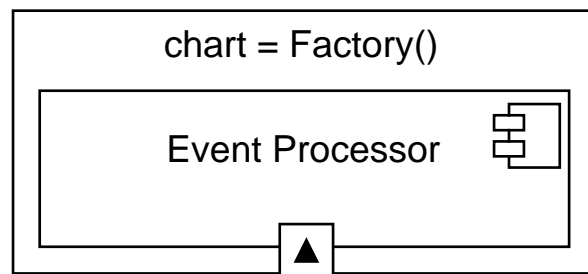 chart = Factory()
Event Processor